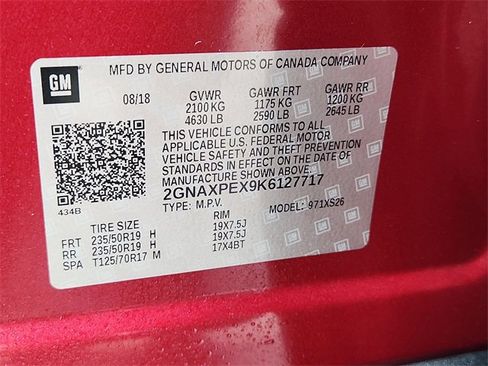 GM
MFD BY GENERAL MOTORS OF CANADA COMPANY
08/18 GVWR GAWR FRT GAWR RR
2100 KG 1175 KG 1200 KG
4630 LB 2590 LB 2645 LB
THIS VEHICLE CONFORMS TO ALL
APPLICABLE U.S. FEDERAL MOTOR
VEHICLE SAFETY AND THEFT PREVENTION
STANDARDS IN EFFECT ON THE DATE OF
MANUFACTURE SHOWN ABOVE.
2GNAXPEX9K6127717
434B
TYPE: M.P.V. MODEL: 971XS26
TIRE SIZE RIM
FRT 235/50R19 H 19X7.5J
RR 235/50R19 H 19X7.5J
SPA T125/70R17 M 17X4BT